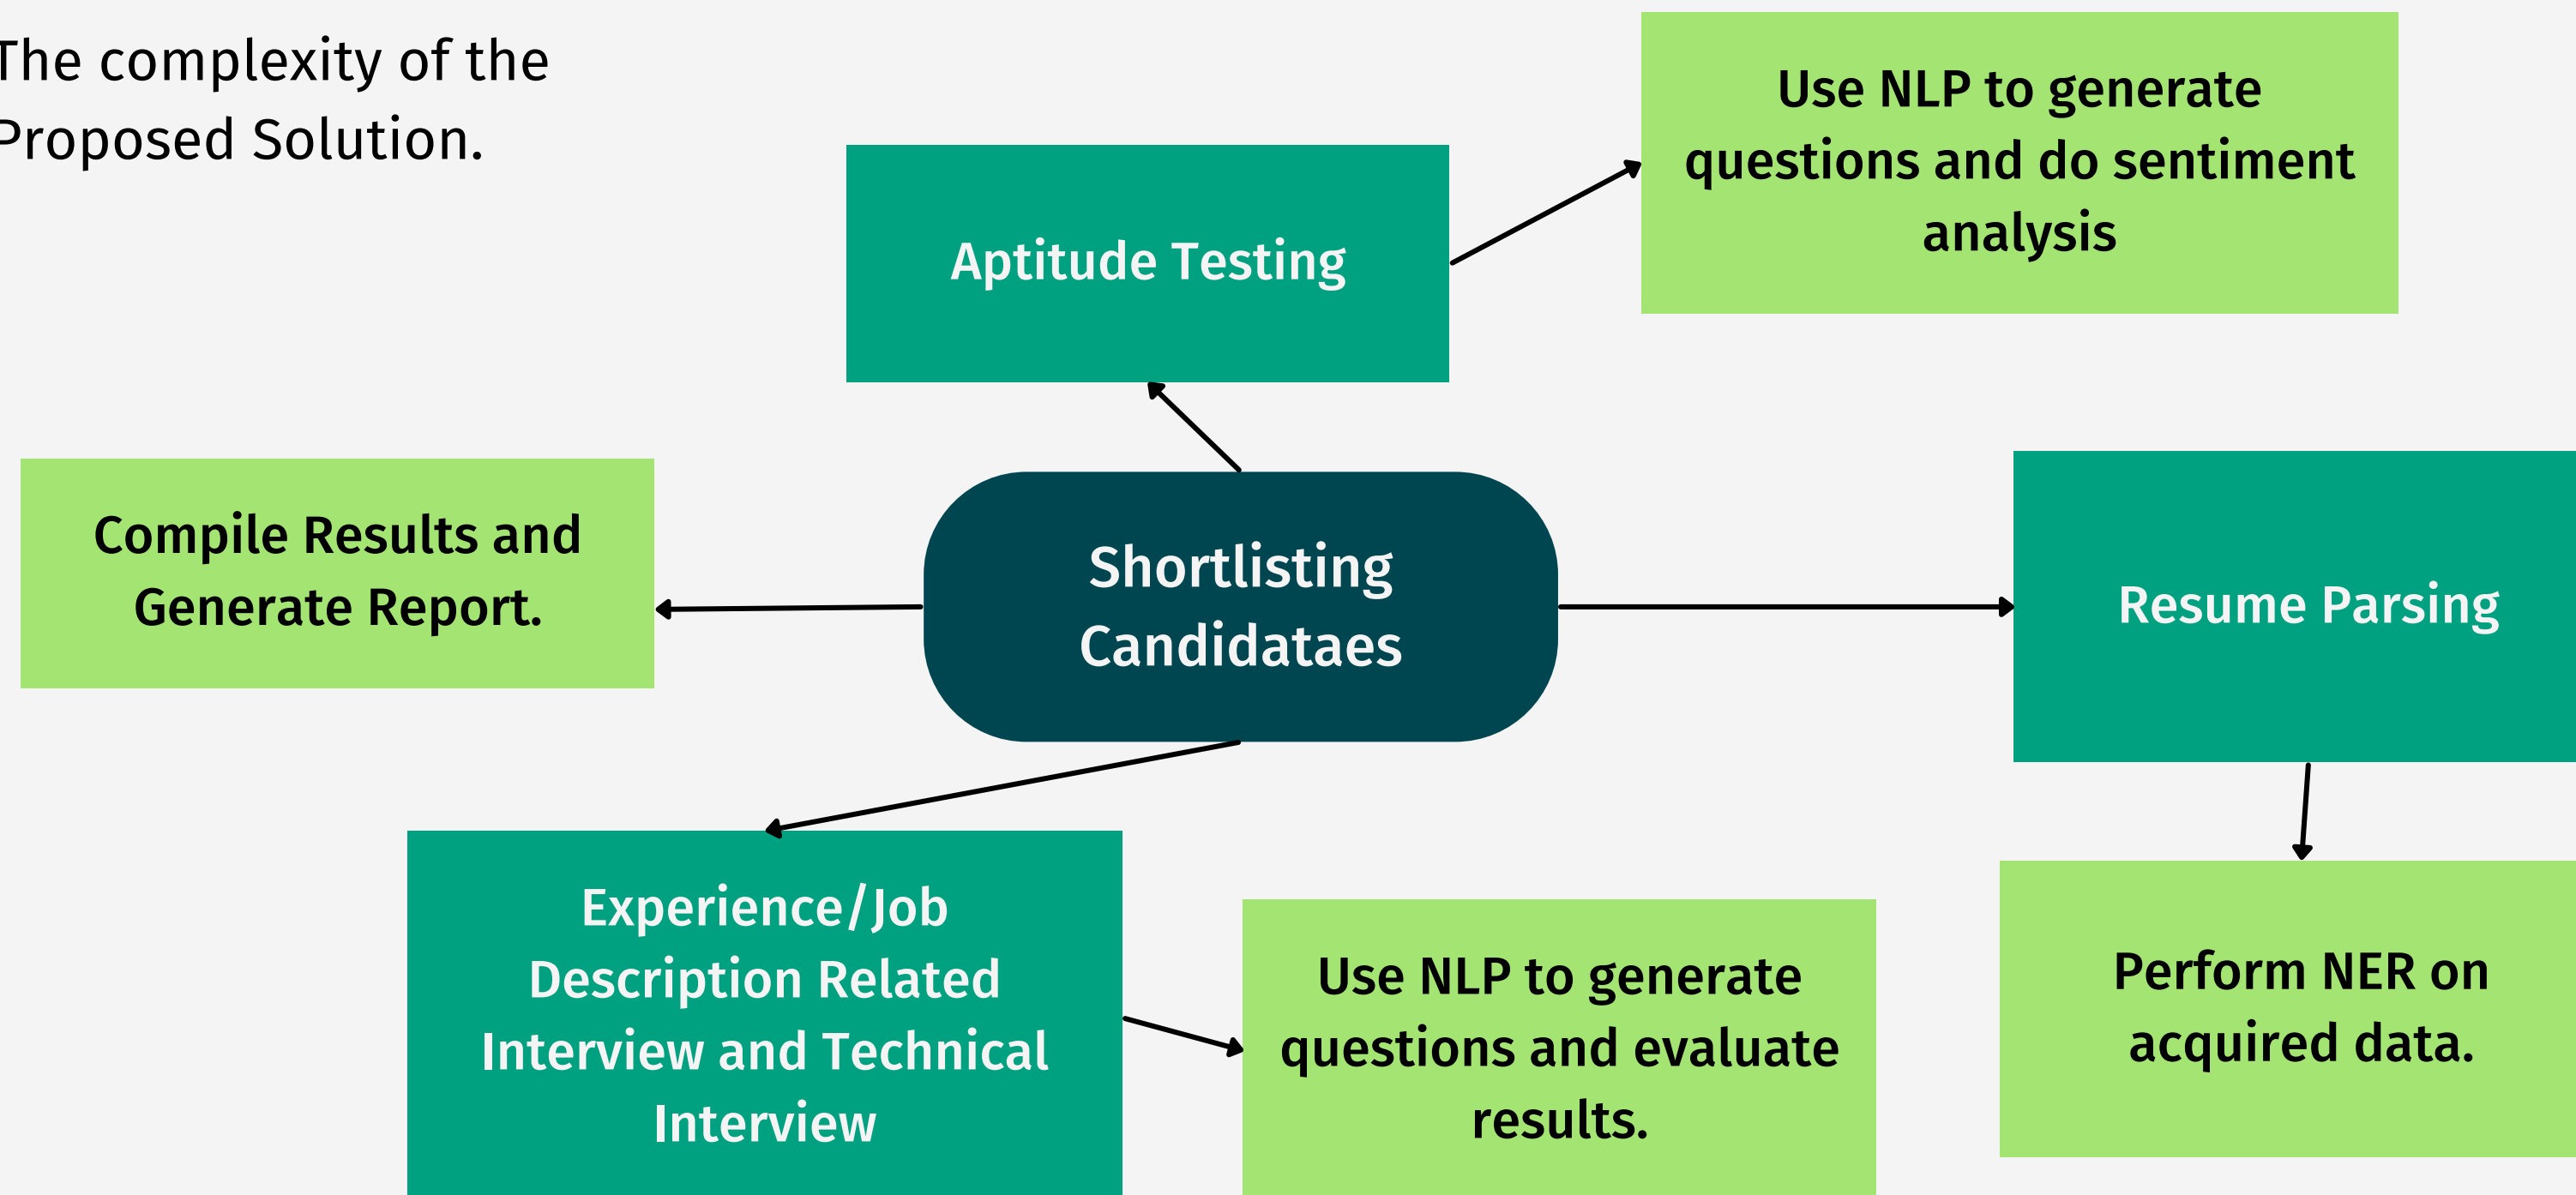 The complexity of the
Proposed Solution.
Use NLP to generate
questions and do sentiment
analysis
Aptitude Testing
Compile Results and
Generate Report.
Shortlisting
Candidataes
Resume Parsing
Experience/Job
Description Related
Interview and Technical
Interview
Use NLP to generate
questions and evaluate
results.
Perform NER on
acquired data.